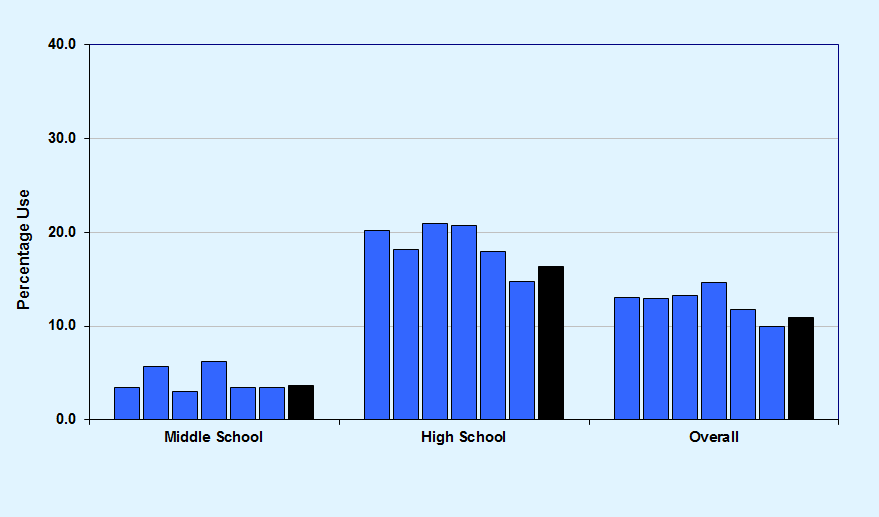 40.0
30.0
20.0
10.0
0.0
Percentage Use
Middle School
High School
Overall